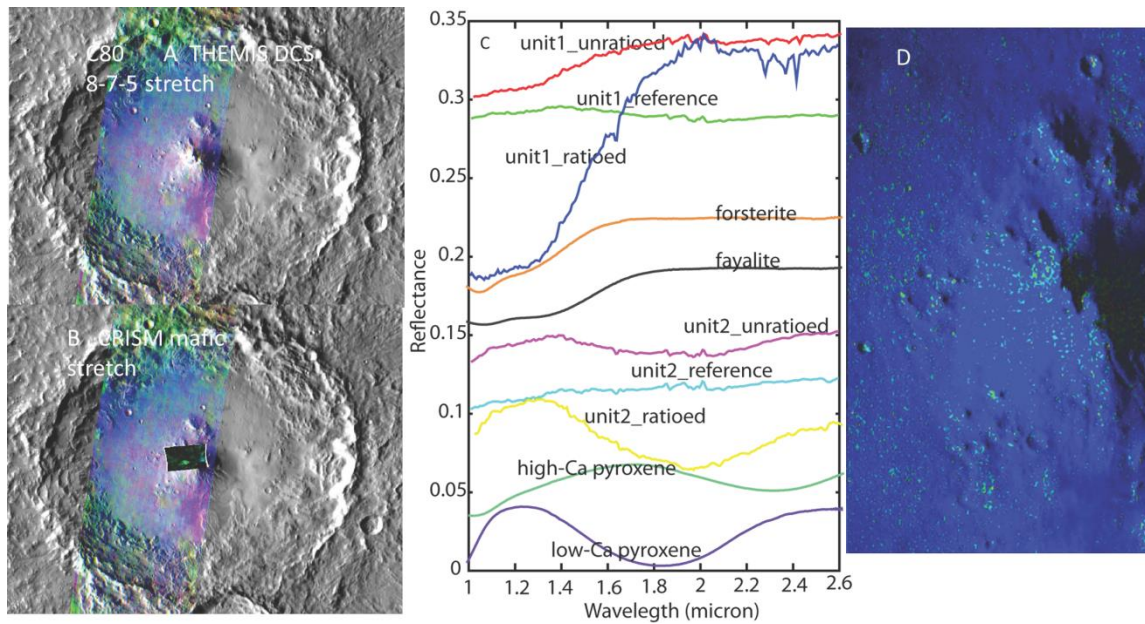 C80 A THEMIS DCS
8-7-5 stretch
B CRISM mafic
stretch
C
0.35
0.3
0.25
0.2
0.15
0.1
0.05
0
Reflectance
unit1_unratioed
unit1_reference
unit1_ratioed
forsterite
fayalite
unit2_unratioed
unit2_reference
unit2_ratioed
high-Ca pyroxene
low-Ca pyroxene
1 1.2 1.4 1.6 1.8 2 2.2 2.4 2.6
Wavelegth (micron)
D